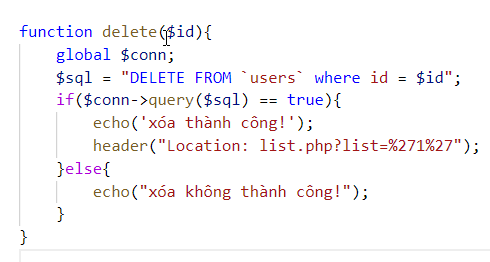 function delete($id){
global $conn;
$sql = "DELETE FROM `users` where id = $id";
if($conn->query($sql) == true){
echo('xóa thành công!');
header("Location: list.php?list=%271%27");
}else{
echo("xóa không thành công!");
}
}